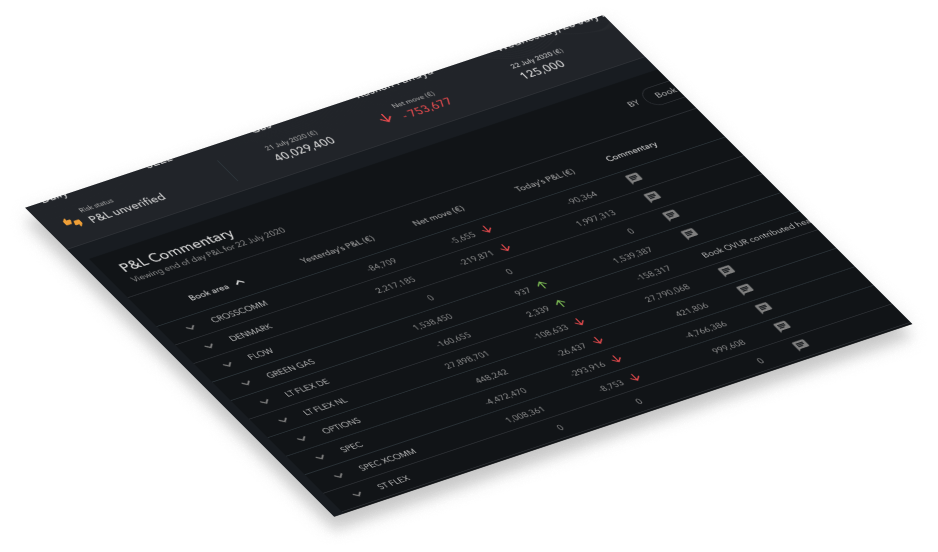 Risk status
P&L unverified
21 July 2020 (€)
40,029,400
Net move (€)
-753,677
22 July 2020 (€)
125,000
P&L Commentary
Viewing end of day P&L for 22 July 2020
BY Book
Book area Yesterday's P&L (€) Net move (€) Today's P&L (€) Commentary
CROSSCOMM -84,709 -5,655 -90,364
DENMARK 2,217,185 -219,871 1,997,313
FLOW 0 0 0
GREEN GAS 1,538,450 937 1,539,387
LT FLEX DE -160,655 2,339 -158,317 Book OVUR contributed
LT FLEX NL 27,898,701 -108,633 27,790,068
OPTIONS 448,242 -26,437 421,806
SPEC -4,472,470 -293,916 -4,766,386
SPEC XCOMM 1,008,361 -8,753 999,608
ST FLEX 0 0 0